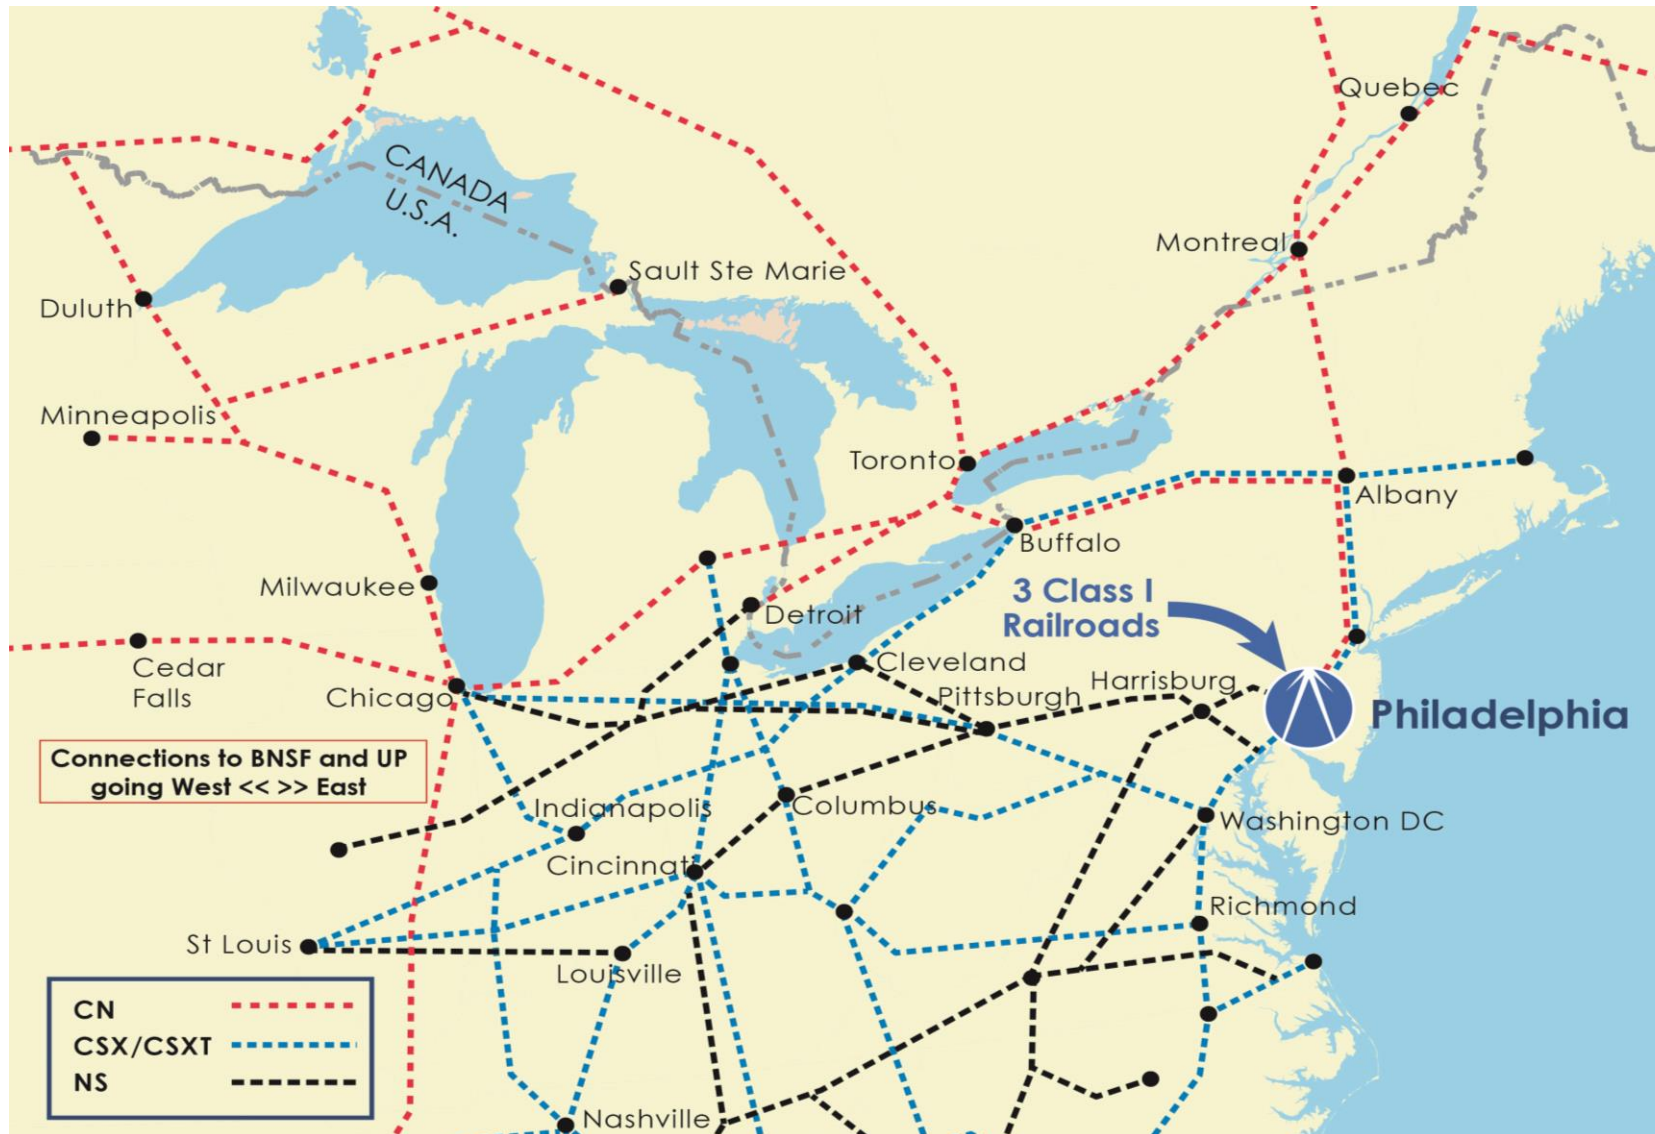 Quebec
CANADA
U.S.A.
Montreal
Sault Ste Marie
Duluth
Minneapolis
Toronto
Albany
Buffalo
Milwaukee
3 Class I
Railroads
Detroit
Cedar
Falls
Chicago
Cleveland
Pittsburgh
Harrisburg
Philadelphia
Connections to BNSF and UP
going West << >> East
Indianapolis
Columbus
Washington DC
Cincinnati
Richmond
St Louis
Louisville
CN
CSX/CSXT
NS
Nashville